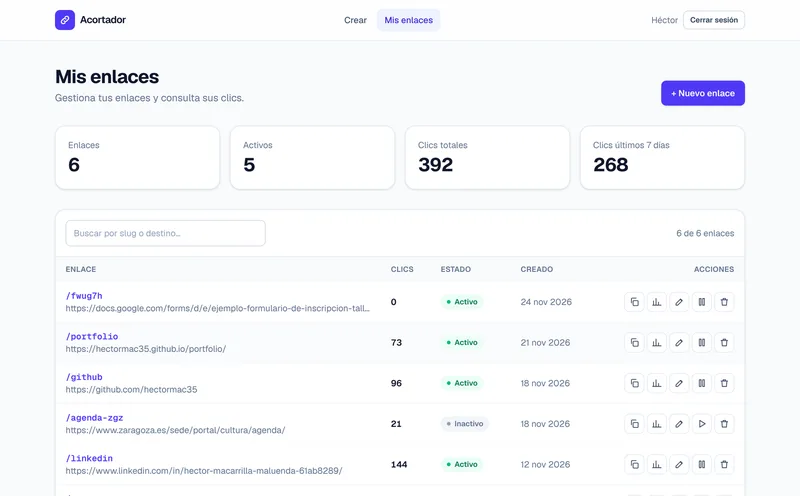 Acortador
Crear
Mis enlaces
Héctor
Cerrar sesión
Mis enlaces
Gestiona tus enlaces y consulta sus clics.
+ Nuevo enlace
Enlaces
6
Activos
5
Clics totales
392
Clics últimos 7 días
268
Buscar por slug o destino...
6 de 6 enlaces
ENLACE CLICS ESTADO CREADO ACCIONES
/fwug7h
https://docs.google.com/forms/d/e/ejemplo-formulario-de-inscripcion-tall...
0 Activo 24 nov 2026
/portfolio
https://hectormac35.github.io/portfolio/
73 Activo 21 nov 2026
/github
https://github.com/hectormac35
96 Activo 18 nov 2026
/agenda-zgz
https://www.zaragoza.es/sede/portal/cultura/agenda/
21 Inactivo 18 nov 2026
/linkedin
https://www.linkedin.com/in/hector-macarrilla-maluenda-61ab8289/
144 Activo 12 nov 2026